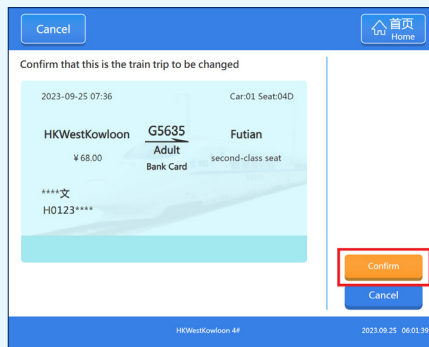 Cancel
首页
Home
Confirm that this is the train trip to be changed
2023-09-25 07:36 Car:01 Seat:04D
HKWestKowloon G5635 Futian
¥68.00 Adult second-class seat
Bank Card
****文
H0123****
Confirm
Cancel
HKWestKowloon 4# 2023.09.25 06:01:39